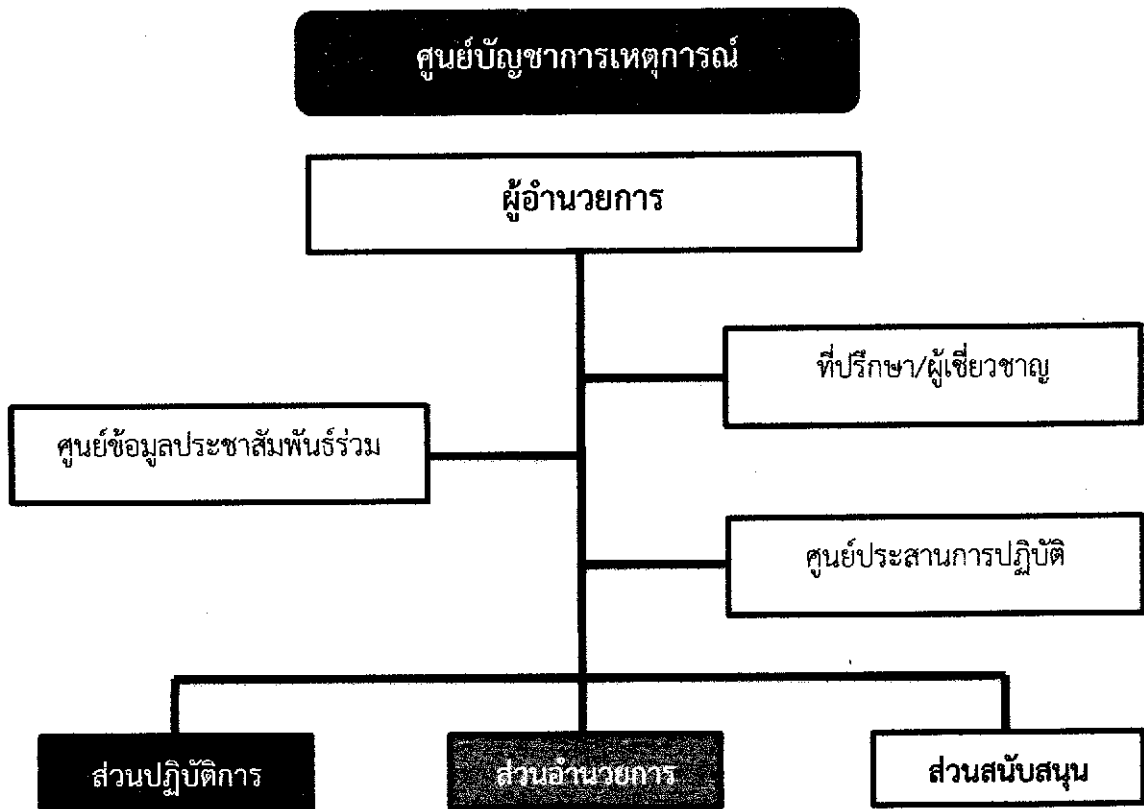 ศูนย์บัญชาการเหตุการณ์
ผู้อำนวยการ
ที่ปรึกษา/ผู้เชี่ยวชาญ
ศูนย์ข้อมูลประชาสัมพันธ์ร่วม
ศูนย์ประสานการปฏิบัติ
ส่วนปฏิบัติการ
ส่วนอำนวยการ
ส่วนสนับสนุน